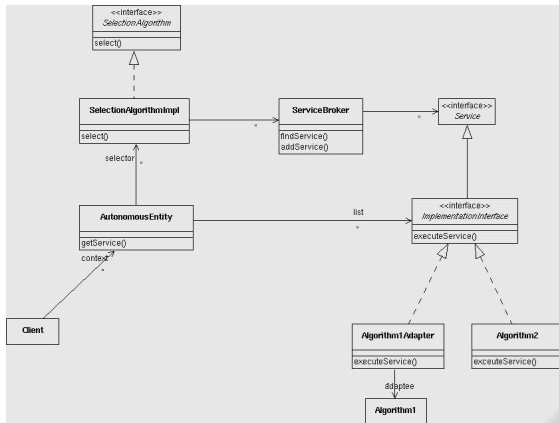 <<interface>>
SelectionAlgorithm
select()
SelectionAlgorithmImpl
select()
*
ServiceBroker
findService()
addService()
*
<<interface>>
Service
selector
*
AutonomousEntity
getService()
list
*
<<interface>>
ImplementationInterface
executeService()
context
*
Client
Algorithm1Adapter
executeService()
Algorithm2
exceuteService()
adaptee
Algorithm1